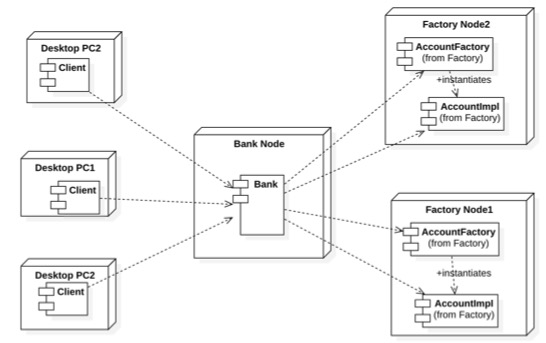 Desktop PC2
Client
Desktop PC1
Client
Desktop PC2
Client
Bank Node
Bank
Factory Node2
AccountFactory
(from Factory)
+instantiates
AccountImpl
(from Factory)
Factory Node1
AccountFactory
(from Factory)
+instantiates
AccountImpl
(from Factory)